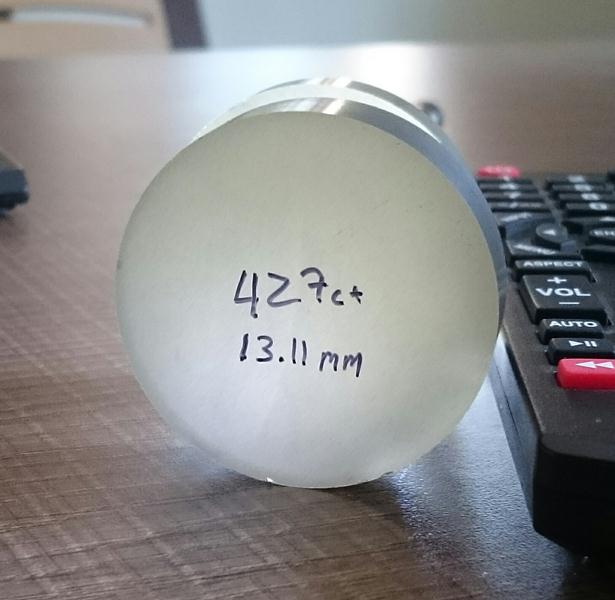 427ct
13.11 mm
ASPECT
+
VOL
-
AUTO